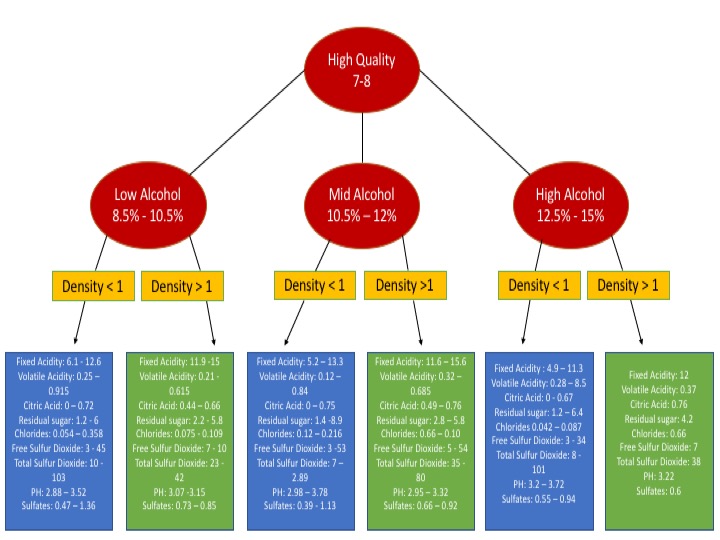 High Quality
7-8
Low Alcohol
8.5% - 10.5%
Mid Alcohol
10.5% – 12%
High Alcohol
12.5% - 15%
Density < 1
Density > 1
Density < 1
Density >1
Density < 1
Density > 1
Fixed Acidity: 6.1 - 12.6
Volatile Acidity: 0.25 –
0.915
Citric Acid: 0 – 0.72
Residual sugar: 1.2 - 6
Chlorides: 0.054 – 0.358
Free Sulfur Dioxide: 3 - 45
Total Sulfur Dioxide: 10 -
103
PH: 2.88 – 3.52
Sulfates: 0.47 – 1.36
Fixed Acidity: 11.9 -15
Volatile Acidity: 0.21 -
0.615
Citric Acid: 0.44 – 0.66
Residual sugar: 2.2 - 5.8
Chlorides: 0.075 - 0.109
Free Sulfur Dioxide: 7 - 10
Total Sulfur Dioxide: 23 -
42
PH: 3.07 -3.15
Sulfates: 0.73 – 0.85
Fixed Acidity: 5.2 – 13.3
Volatile Acidity: 0.12 –
0.84
Citric Acid: 0 – 0.75
Residual sugar: 1.4 -8.9
Chlorides: 0.12 – 0.216
Free Sulfur Dioxide: 3 -53
Total Sulfur Dioxide: 7 –
2.89
PH: 2.98 – 3.78
Sulfates: 0.39 - 1.13
Fixed Acidity: 11.6 – 15.6
Volatile Acidity: 0.32 –
0.685
Citric Acid: 0.49 – 0.76
Residual sugar: 2.8 – 5.8
Chlorides: 0.66 – 0.10
Free Sulfur Dioxide: 5 - 54
Total Sulfur Dioxide: 35 -
80
PH: 2.95 – 3.32
Sulfates: 0.66 – 0.92
Fixed Acidity : 4.9 – 11.3
Volatile Acidity: 0.28 – 8.5
Citric Acid: 0 - 0.67
Residual sugar: 1.2 – 6.4
Chlorides 0.042 – 0.087
Free Sulfur Dioxide: 3 - 34
Total Sulfur Dioxide: 8 -
101
PH: 3.2 – 3.72
Sulfates: 0.55 – 0.94
Fixed Acidity: 12
Volatile Acidity: 0.37
Citric Acid: 0.76
Residual sugar: 4.2
Chlorides: 0.66
Free Sulfur Dioxide: 7
Total Sulfur Dioxide: 38
PH: 3.22
Sulfates: 0.6